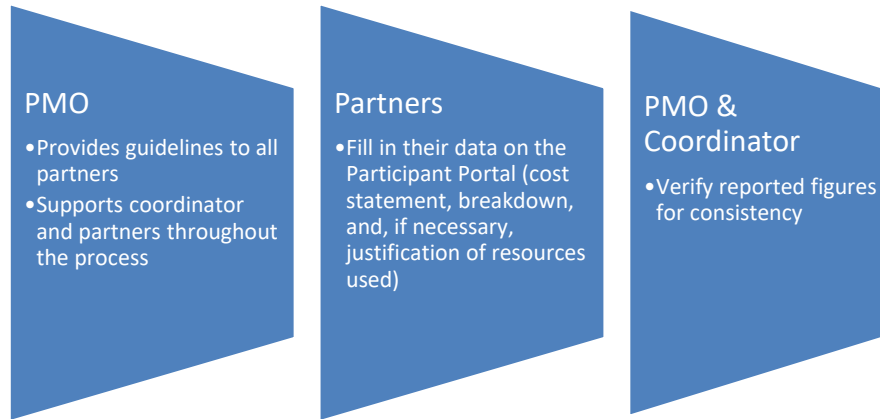 PMO
•Provides guidelines to all
partners
•Supports coordinator
and partners throughout
the process
Partners
•Fill in their data on the
Participant Portal (cost
statement, breakdown,
and, if necessary,
justification of resources
used)
PMO &
Coordinator
•Verify reported figures
for consistency